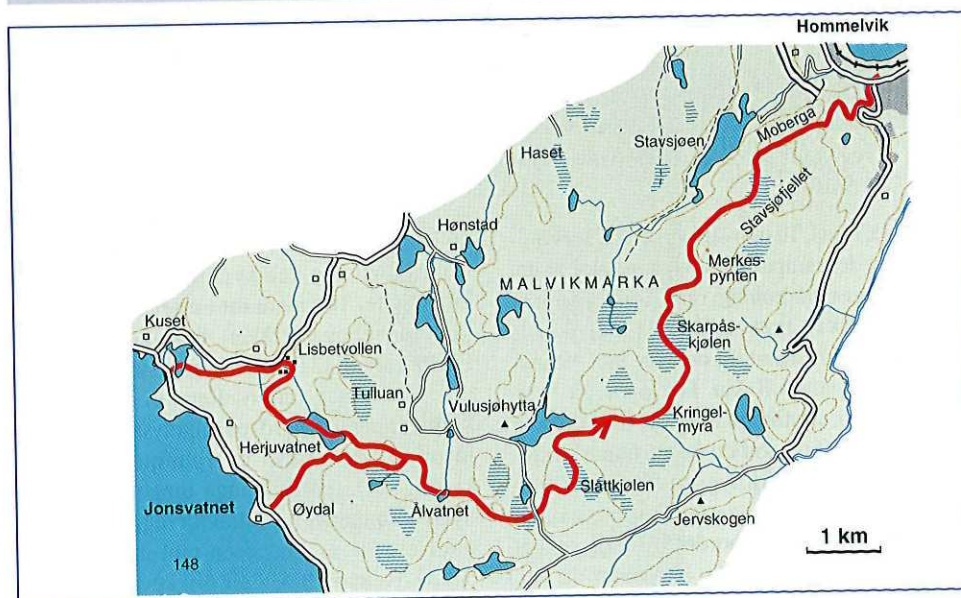 Hommelvik
Moberga
Stavsjøen
Haset
Stavsjøfjellet
Hønstad
Merkes-
pynten
MALVIKMARKA
Kuset
Skarpås-
kjølen
Lisbetvollen
Tulluan
Vulusjøhytta
Kringel-
myra
Herjuvatnet
Slåttkjølen
Jonsvatnet
Øydal
Ålvatnet
Jervskogen
1 km
148